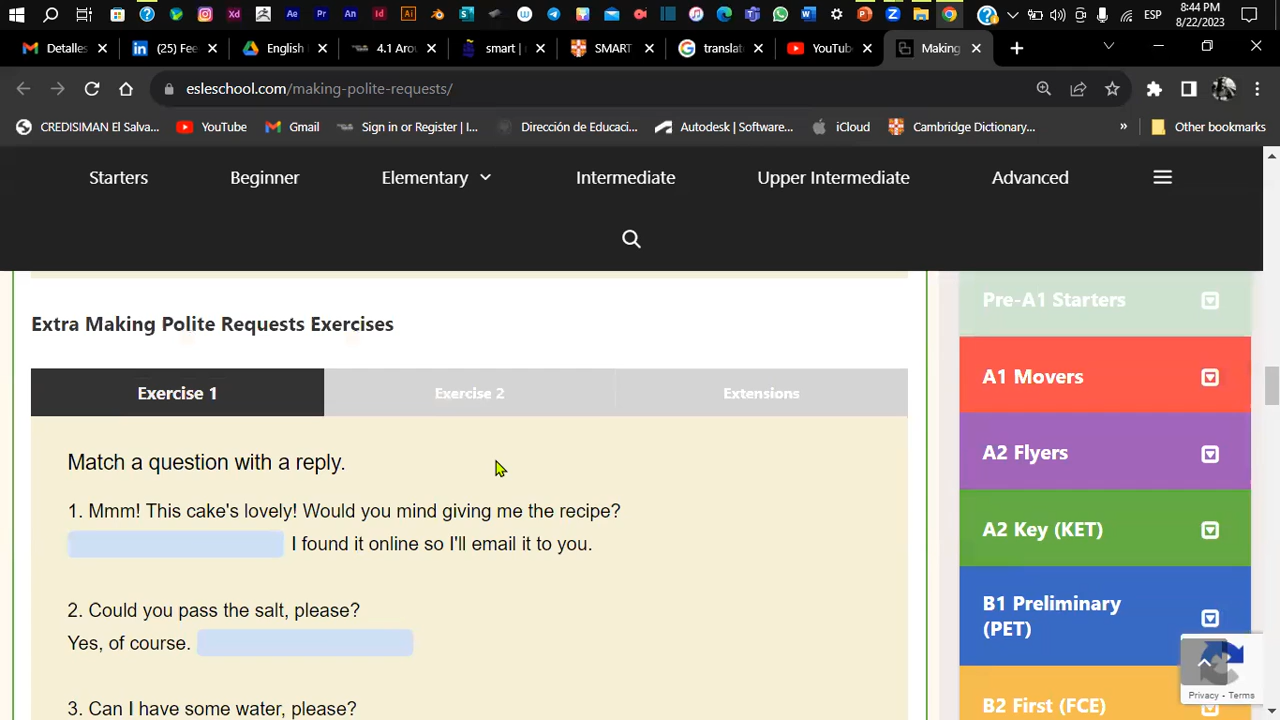 8:44 PM
ESP
8/22/2023
Detalles
(25) Fee
English
4.1 Arou
smart |
SMART
translat
YouTube
Making
esleschool.com/making-polite-requests/
CREDISIMAN El Salva...
YouTube
Gmail
Sign in or Register | I...
Dirección de Educaci...
Autodesk | Software...
iCloud
Cambridge Dictionary...
»
Other bookmarks
Starters
Beginner
Elementary
Intermediate
Upper Intermediate
Advanced
Extra Making Polite Requests Exercises
Exercise 1
Exercise 2
Extensions
Match a question with a reply.
1. Mmm! This cake's lovely! Would you mind giving me the recipe?
I found it online so I'll email it to you.
2. Could you pass the salt, please?
Yes, of course.
3. Can I have some water, please?
Pre-A1 Starters
A1 Movers
A2 Flyers
A2 Key (KET)
B1 Preliminary
(PET)
B2 First (FCE)
Privacy - Terms